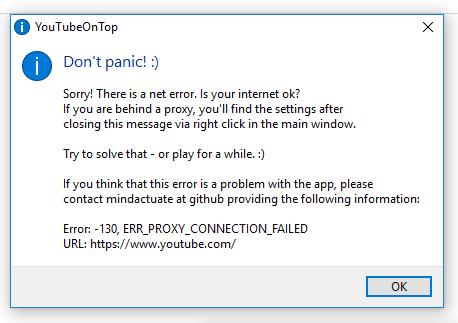 YouTubeOnTop
Don't panic! :)
Sorry! There is a net error. Is your internet ok?
If you are behind a proxy, you'll find the settings after
closing this message via right click in the main window.
Try to solve that - or play for a while. :)
If you think that this error is a problem with the app, please
contact mindactuate at github providing the following information:
Error: -130, ERR_PROXY_CONNECTION_FAILED
URL: https://www.youtube.com/
OK